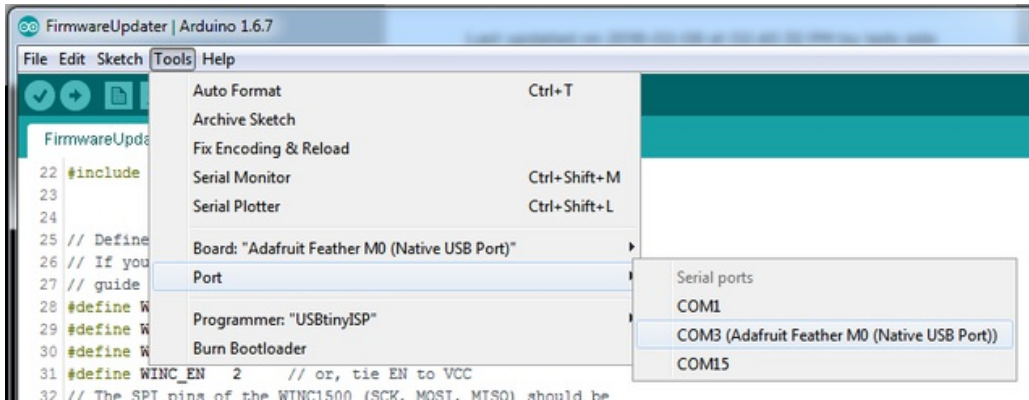 FirmwareUpdater | Arduino 1.6.7
File Edit Sketch Tools Help
Auto Format Ctrl+T
Archive Sketch
FirmwareUpda
Fix Encoding & Reload
22 #include
Serial Monitor Ctrl+Shift+M
23
Serial Plotter Ctrl+Shift+L
24
25 // Define
Board: "Adafruit Feather M0 (Native USB Port)"
26 // If you
27 // guide
Port
Serial ports
28 #define W
COM1
29 #define W
Programmer: "USBtinyISP"
COM3 (Adafruit Feather M0 (Native USB Port))
30 #define W
Burn Bootloader
COM15
31 #define WINC_EN 2 // or, tie EN to VCC
32 // The SPI pins of the WINC1500 (SCK, MOSI, MISO) should be